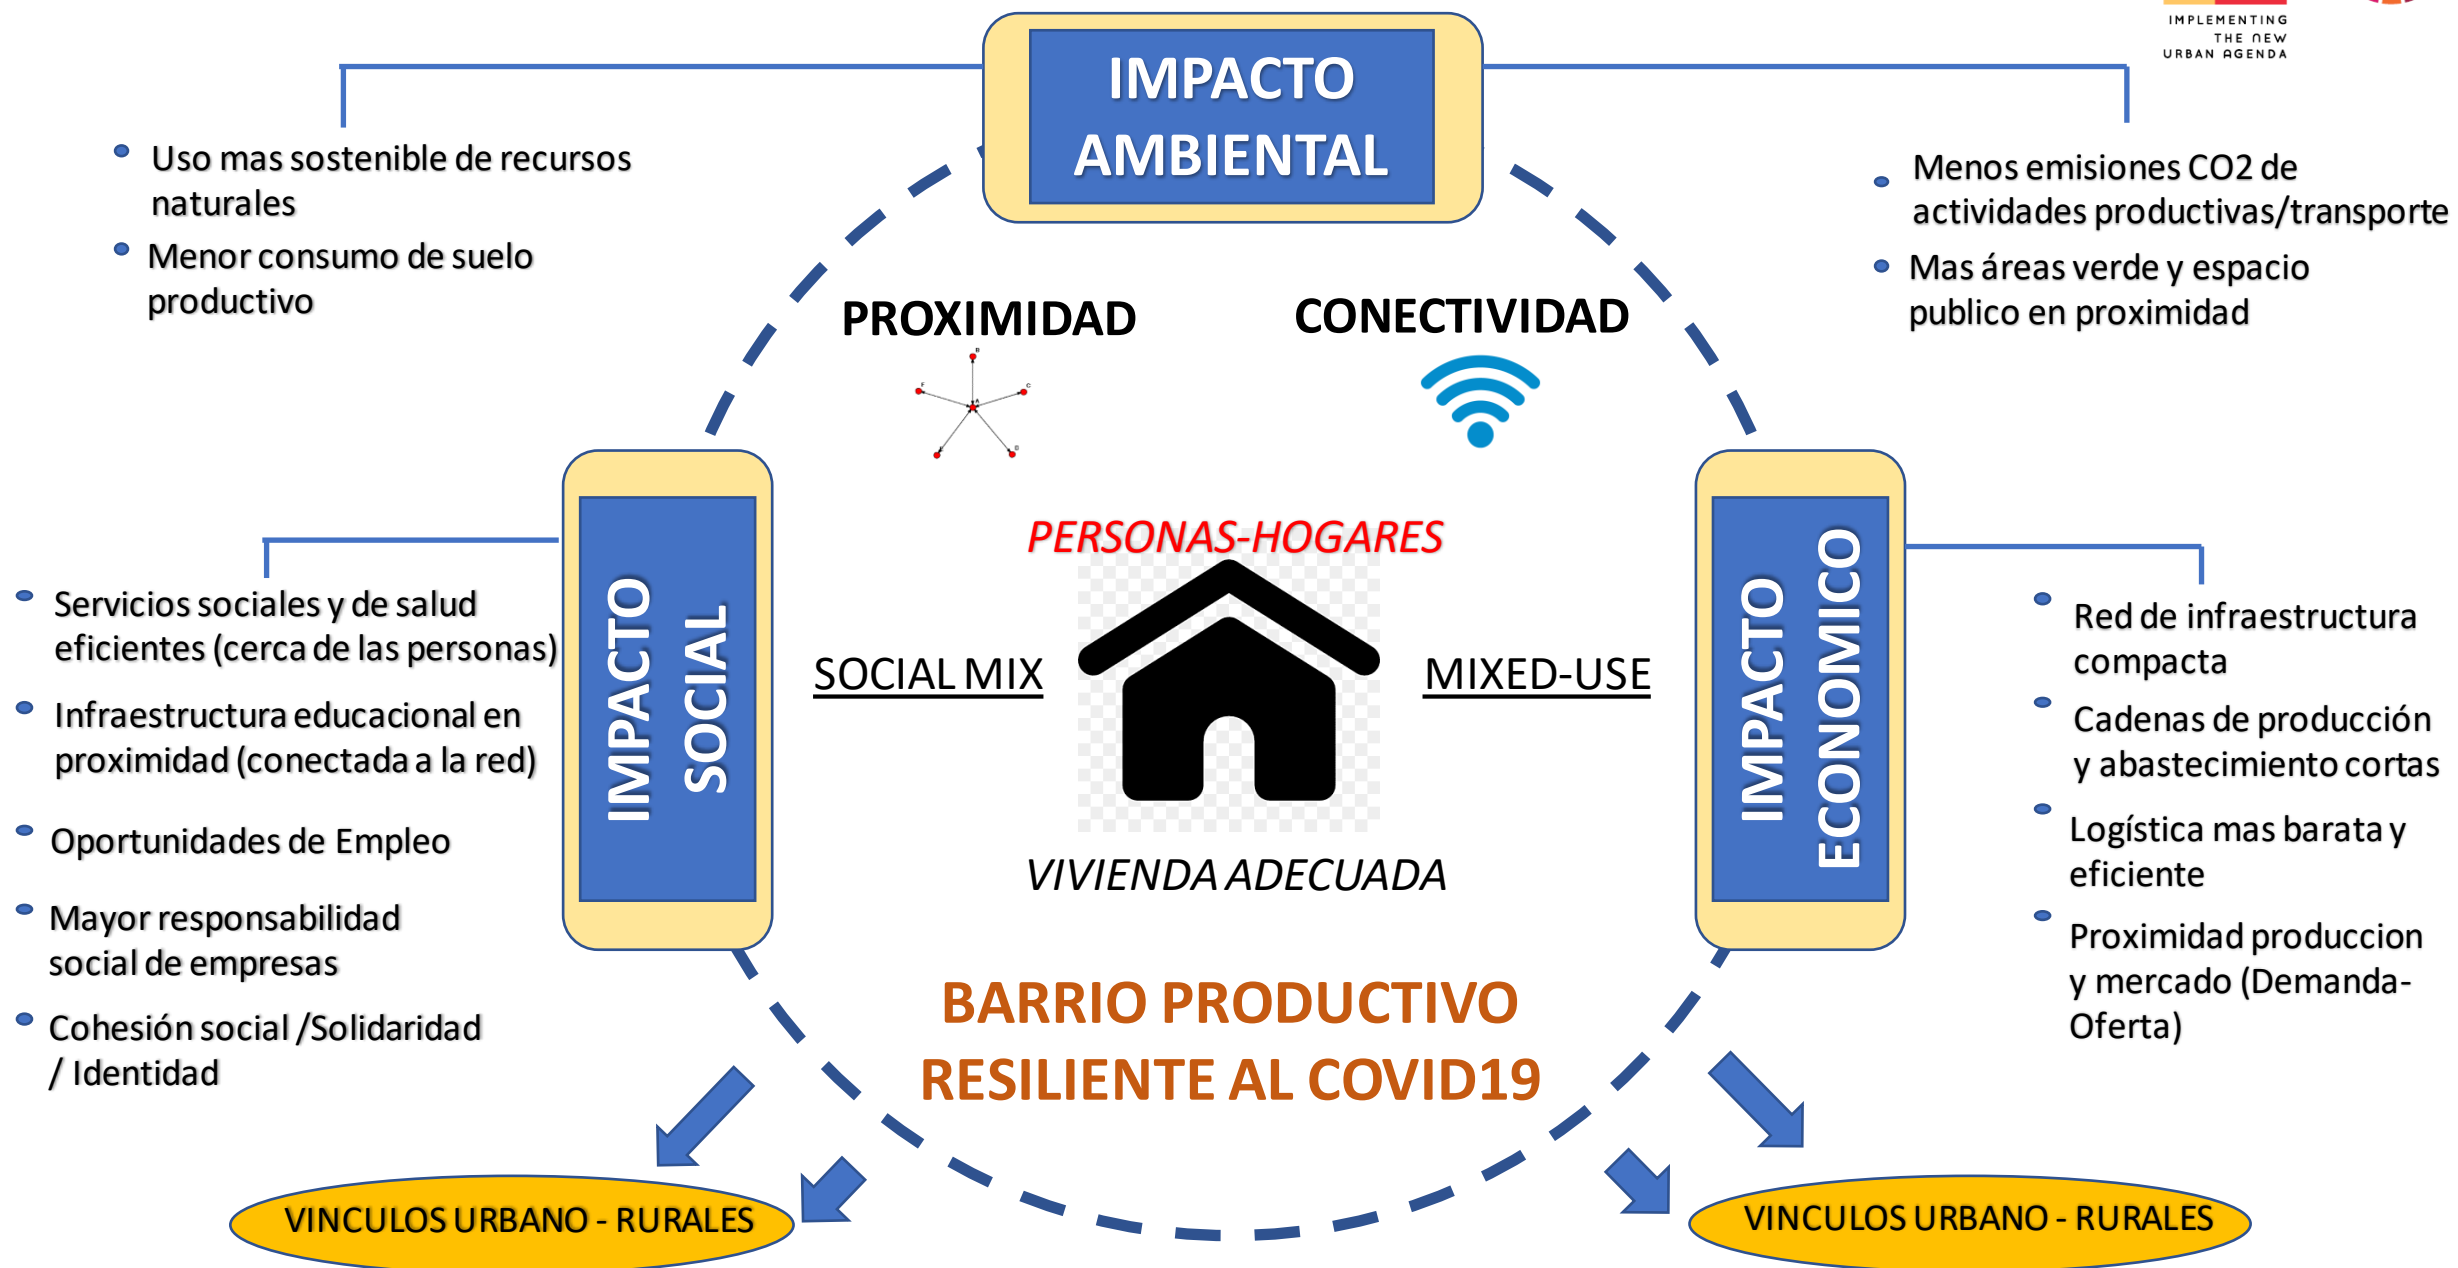 IMPLEMENTING
THE NEW
URBAN AGENDA
IMPACTO
AMBIENTAL
Uso mas sostenible de recursos
naturales
Menor consumo de suelo
productivo
Menos emisiones CO2 de
actividades productivas/transporte
Mas áreas verde y espacio
publico en proximidad
PROXIMIDAD
CONECTIVIDAD
B
F
C
A
D
IMPACTO
SOCIAL
Servicios sociales y de salud
eficientes (cerca de las personas)
Infraestructura educacional en
proximidad (conectada a la red)
Oportunidades de Empleo
Mayor responsabilidad
social de empresas
Cohesión social /Solidaridad
/ Identidad
PERSONAS-HOGARES
SOCIAL MIX
MIXED-USE
VIVIENDA ADECUADA
IMPACTO
ECONOMICO
Red de infraestructura
compacta
Cadenas de producción
y abastecimiento cortas
Logística mas barata y
eficiente
Proximidad produccion
y mercado (Demanda-
Oferta)
BARRIO PRODUCTIVO
RESILIENTE AL COVID19
VINCULOS URBANO - RURALES
VINCULOS URBANO - RURALES